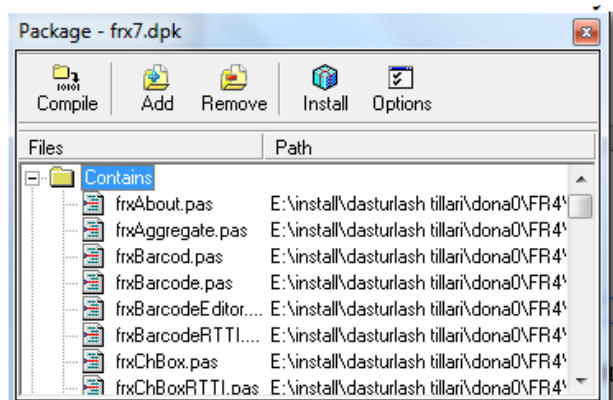 Package - frx7.dpk
Compile Add Remove Install Options
Files Path
Contains
frxAbout.pas E:\install\dasturlash tillari\dona0\FR4\
frxAggregate.pas E:\install\dasturlash tillari\dona0\FR4\
frxBarcod.pas E:\install\dasturlash tillari\dona0\FR4\
frxBarcode.pas E:\install\dasturlash tillari\dona0\FR4\
frxBarcodeEditor.... E:\install\dasturlash tillari\dona0\FR4\
frxBarcodeRTTI.... E:\install\dasturlash tillari\dona0\FR4\
frxChBox.pas E:\install\dasturlash tillari\dona0\FR4\
frxChBoxRTTI.pas E:\install\dasturlash tillari\dona0\FR4\